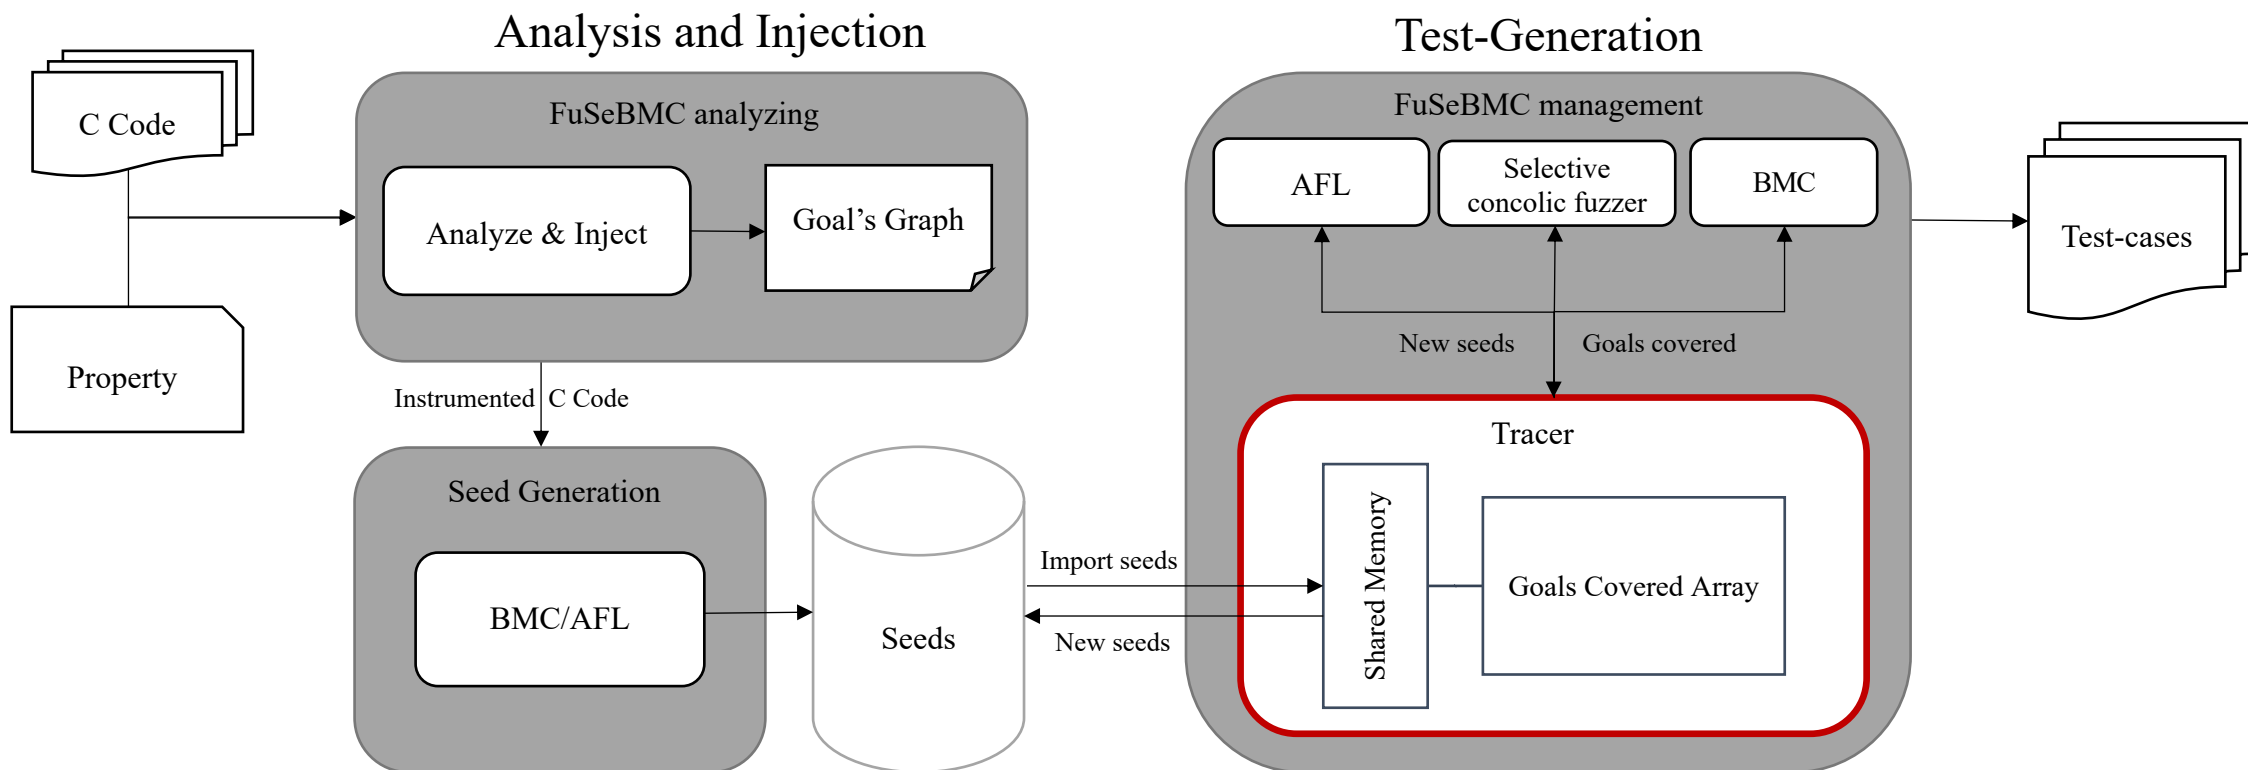 Analysis and Injection
Test-Generation
C Code
Property
FuSeBMC analyzing
Analyze & Inject
Goal’s Graph
Instrumented C Code
Seed Generation
BMC/AFL
Seeds
Import seeds
New seeds
FuSeBMC management
AFL
Selective
concolic fuzzer
BMC
New seeds
Goals covered
Tracer
Shared Memory
Goals Covered Array
Test-cases